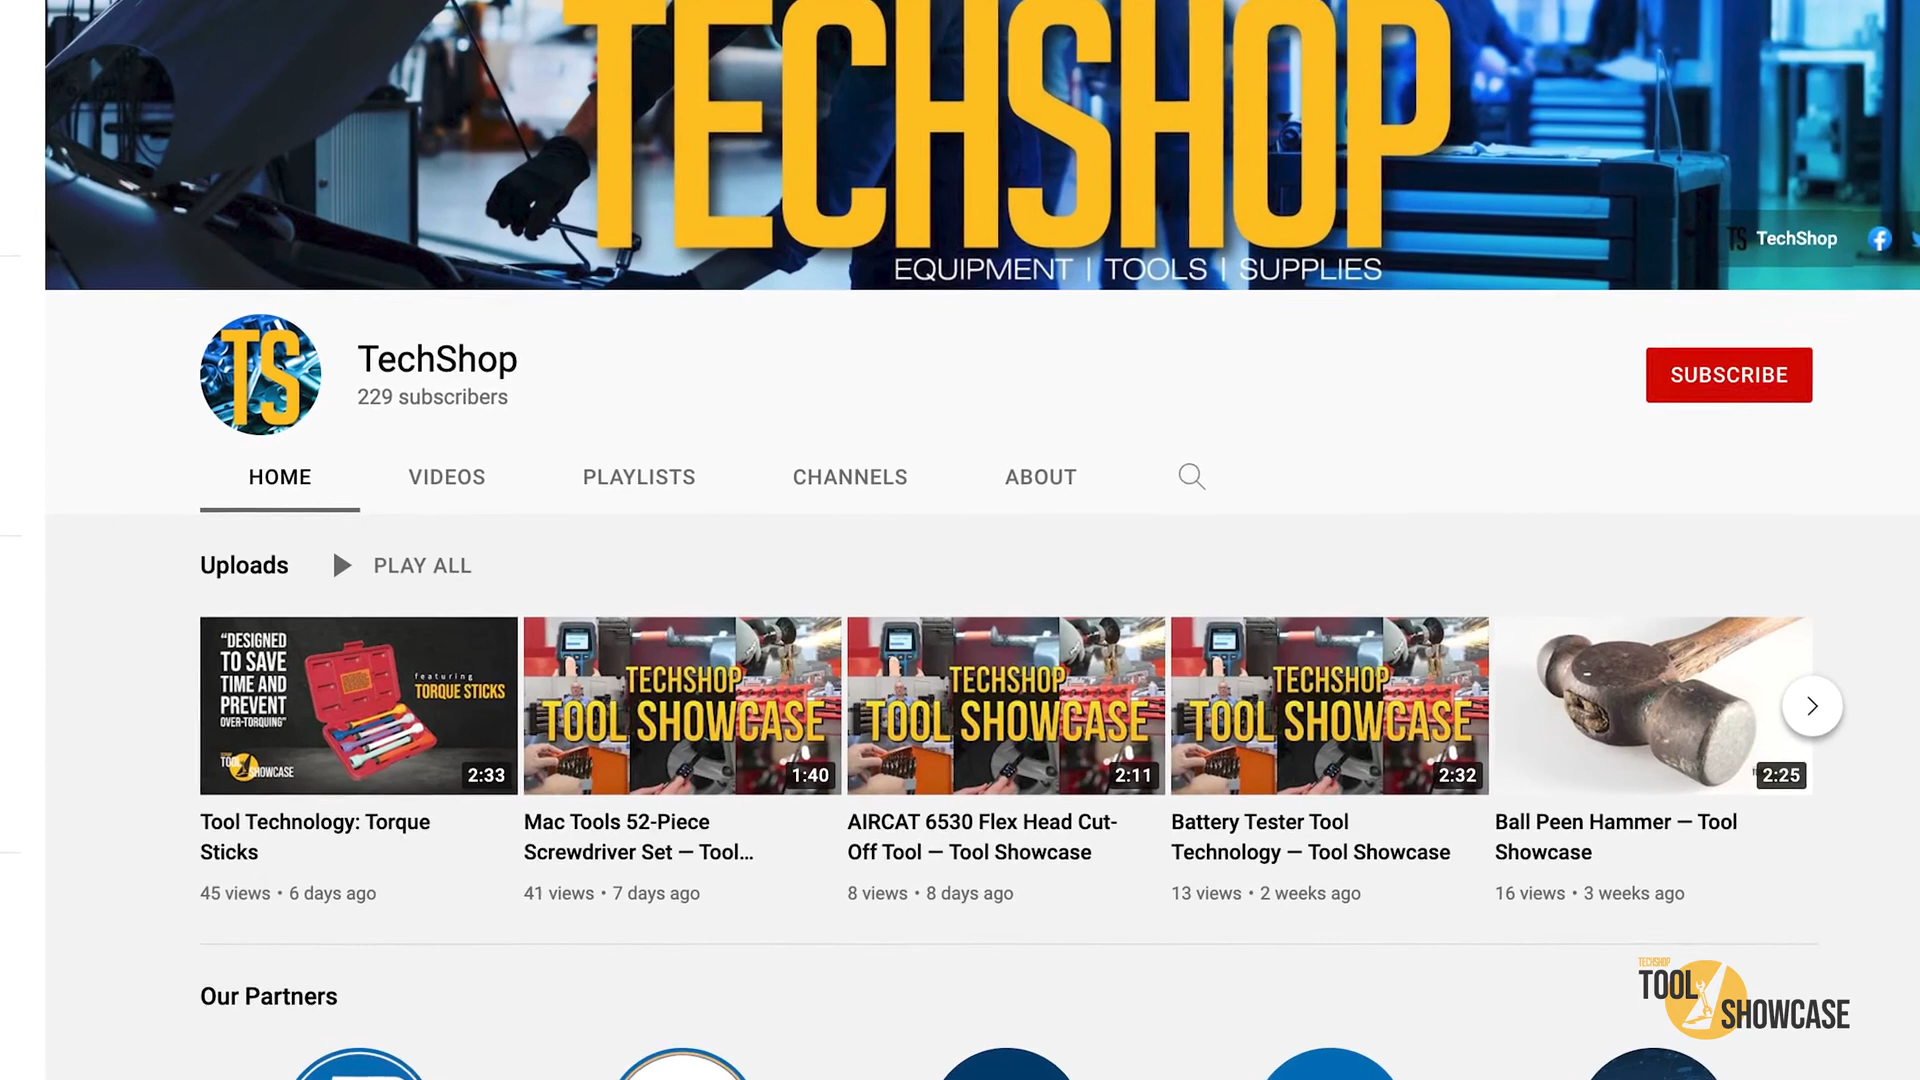 TECHSHOP
EQUIPMENT | TOOLS | SUPPLIES
TS TechShop
TS
TechShop
229 subscribers
SUBSCRIBE
HOME
VIDEOS
PLAYLISTS
CHANNELS
ABOUT
Uploads
PLAY ALL
“DESIGNED
TO SAVE
TIME AND
PREVENT
OVER-TORQUING”
featuring
TORQUE STICKS
TOOL SHOWCASE
2:33
TECHSHOP
TOOL SHOWCASE
1:40
TECHSHOP
TOOL SHOWCASE
2:11
TECHSHOP
TOOL SHOWCASE
2:32
2:25
Tool Technology: Torque
Sticks
45 views • 6 days ago
Mac Tools 52-Piece
Screwdriver Set — Tool...
41 views • 7 days ago
AIRCAT 6530 Flex Head Cut-
Off Tool — Tool Showcase
8 views • 8 days ago
Battery Tester Tool
Technology — Tool Showcase
13 views • 2 weeks ago
Ball Peen Hammer — Tool
Showcase
16 views • 3 weeks ago
Our Partners
TECHSHOP
TOOL
SHOWCASE